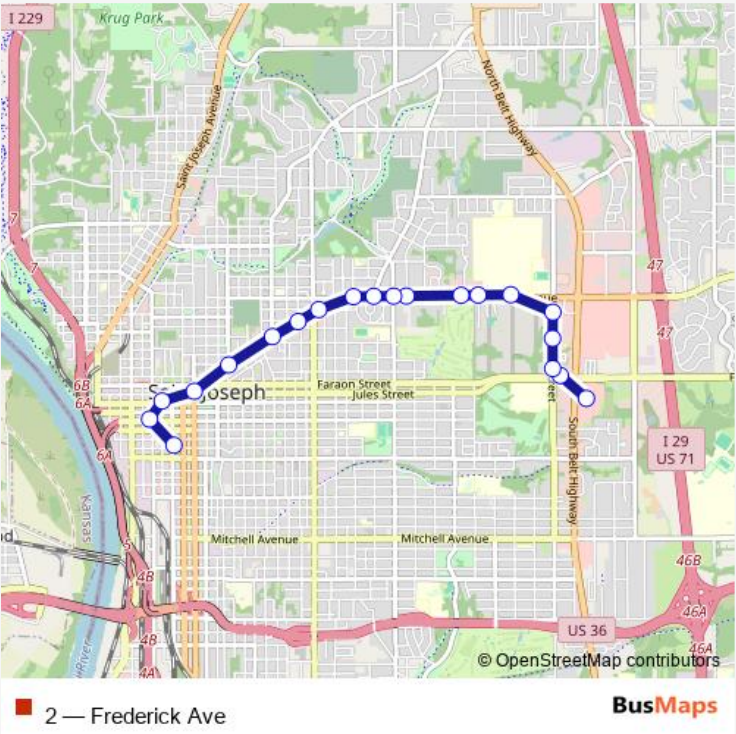 I 229
Krug Park
North Belt Highway
Saint Joseph Avenue
7
7
47
47
6B
6A
Faraon Street
Jules Street
6A
I 29
US 71
South Belt Highway
Kansas
Mitchell Avenue
Mitchell Avenue
5
4B
46B
46A
US 36
4B
River
46A
4A
© OpenStreetMap contributors
2 — Frederick Ave
BusMaps